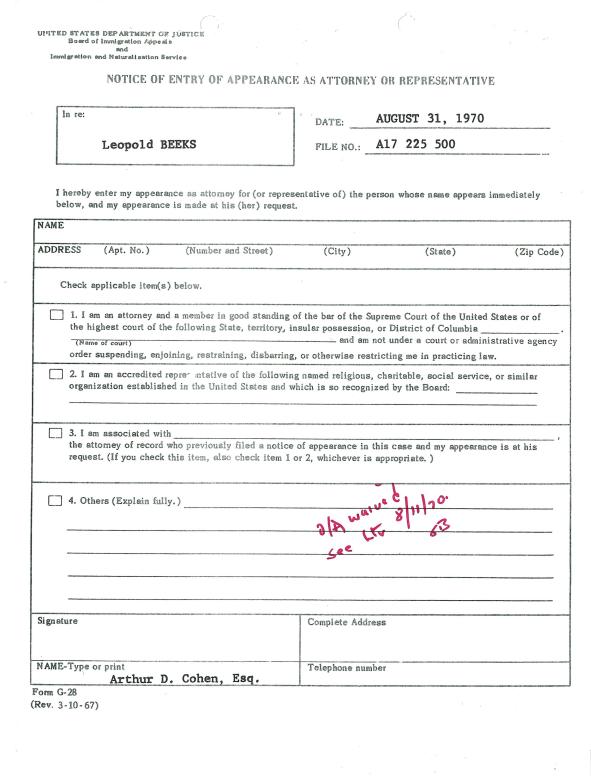 UNITED STATES DEPARTMENT OF JUSTICE
Board of Immigration Appeals
and
Immigration and Naturalization Service
NOTICE OF ENTRY OF APPEARANCE AS ATTORNEY OR REPRESENTATIVE
In re:
Leopold BEEKS
DATE: AUGUST 31, 1970
FILE NO.: A17 225 500
I hereby enter my appearance as attorney for (or representative of) the person whose name appears immediately
below, and my appearance is made at his (her) request.
NAME
ADDRESS (Apt. No.) (Number and Street) (City) (State) (Zip Code)
Check applicable item(s) below.
1. I am an attorney and a member in good standing of the bar of the Supreme Court of the United States or of
the highest court of the following State, territory, insular possession, or District of Columbia .
(Name of court) and am not under a court or administrative agency
order suspending, enjoining, restraining, disbarring, or otherwise restricting me in practicing law.
2. I am an accredited repre ntative of the following named religious, charitable, social service, or similar
organization established in the United States and which is so recognized by the Board:
3. I am associated with ,
the attorney of record who previously filed a notice of appearance in this case and my appearance is at his
request. (If you check this item, also check item 1 or 2, whichever is appropriate. )
4. Others (Explain fully.)
waived
see Ltr 8/11/70.
Signature
Complete Address
NAME-Type or print
Arthur D. Cohen, Esq.
Telephone number
Form G-28
(Rev. 3-10-67)